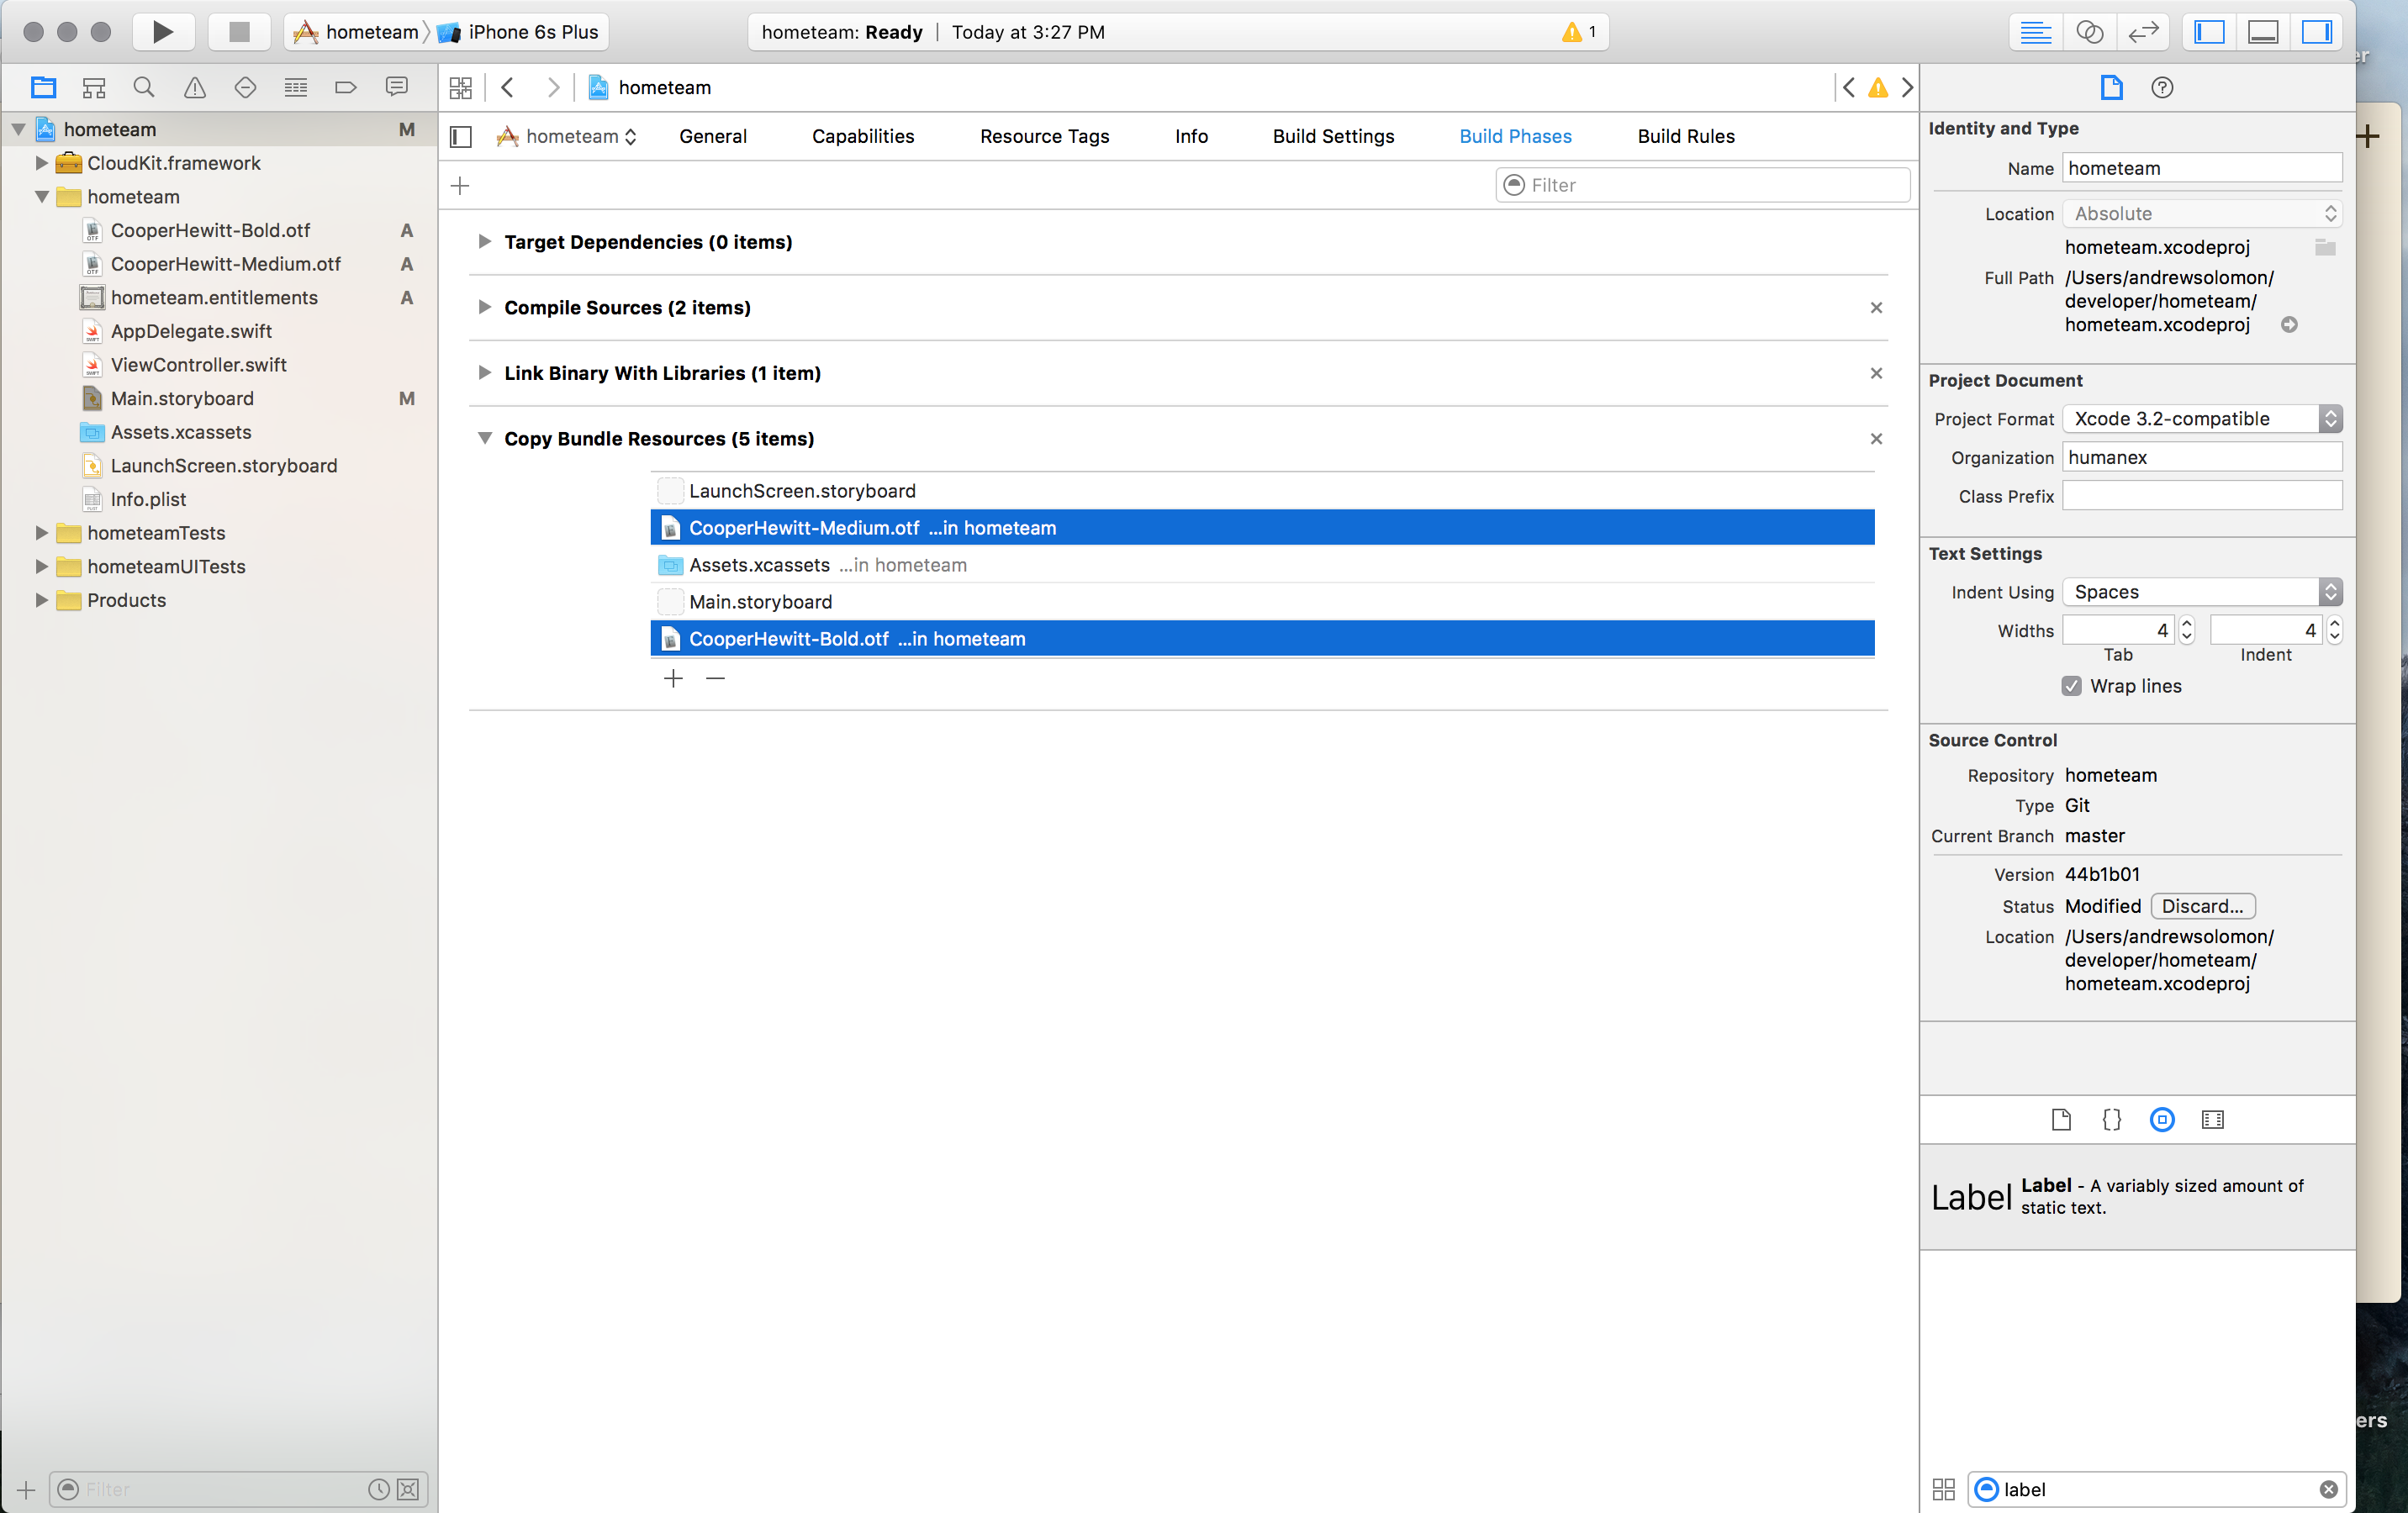 hometeam iPhone 6s Plus
hometeam: Ready | Today at 3:27 PM
1
hometeam M
CloudKit.framework
hometeam
CooperHewitt-Bold.otf A
CooperHewitt-Medium.otf A
hometeam.entitlements A
AppDelegate.swift
ViewController.swift
Main.storyboard M
Assets.xcassets
LaunchScreen.storyboard
Info.plist
hometeamTests
hometeamUITests
Products
Filter
hometeam
hometeam General Capabilities Resource Tags Info Build Settings Build Phases Build Rules
Filter
Target Dependencies (0 items)
Compile Sources (2 items)
Link Binary With Libraries (1 item)
Copy Bundle Resources (5 items)
LaunchScreen.storyboard
CooperHewitt-Medium.otf ...in hometeam
Assets.xcassets ...in hometeam
Main.storyboard
CooperHewitt-Bold.otf ...in hometeam
Identity and Type
Name hometeam
Location Absolute
hometeam.xcodeproj
Full Path /Users/andrewsolomon/
developer/hometeam/
hometeam.xcodeproj
Project Document
Project Format Xcode 3.2-compatible
Organization humanex
Class Prefix
Text Settings
Indent Using Spaces
Widths 4 4
Tab Indent
Wrap lines
Source Control
Repository hometeam
Type Git
Current Branch master
Version 44b1b01
Status Modified Discard...
Location /Users/andrewsolomon/
developer/hometeam/
hometeam.xcodeproj
Label Label - A variably sized amount of
static text.
label
er
ers